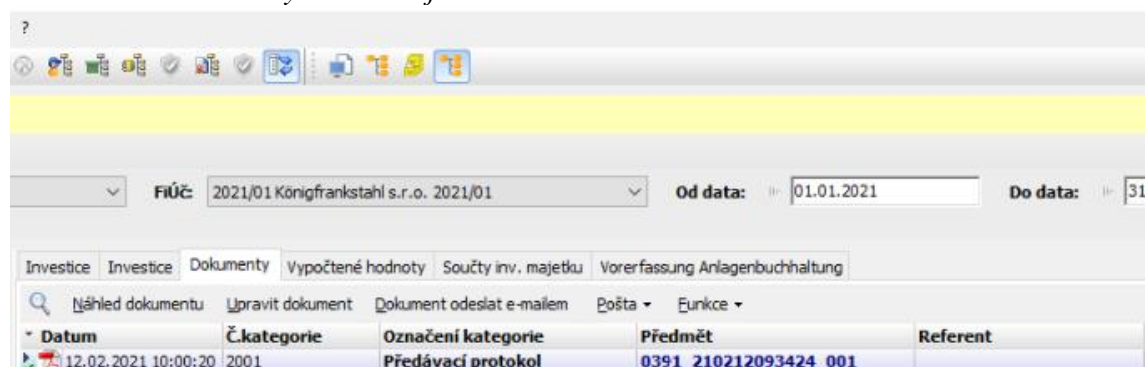 ?
FiÚč: 2021/01 Königfrankstahl s.r.o. 2021/01 Od data: 01.01.2021 Do data: 31
Investice Investice Dokumenty Vypočtené hodnoty Součty inv. majetku Vorerfassung Anlagenbuchhaltung
Náhled dokumentu Upravit dokument Dokument odeslat e-mailem Pošta Funkce
Datum Č.kategorie Označení kategorie Předmět Referent
12.02.2021 10:00:20 2001 Předávací protokol 0391_210212093424_001